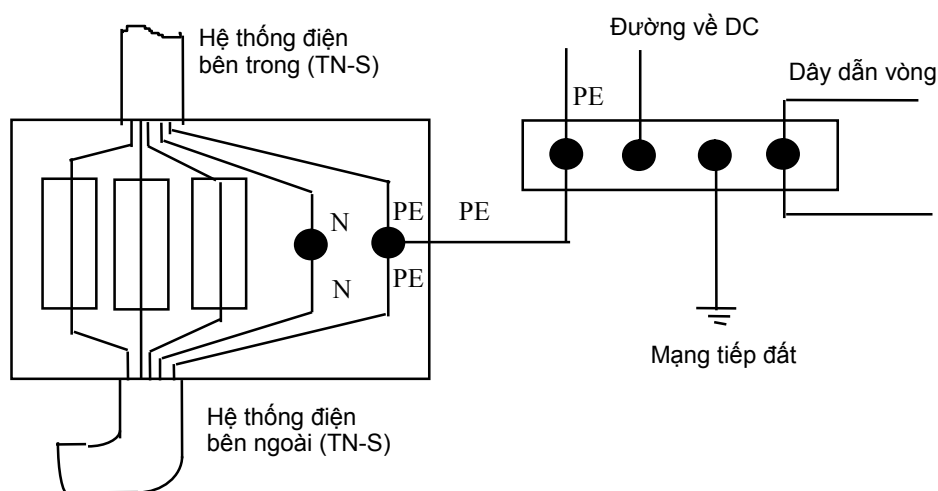 Hệ thống điện
bên trong (TN-S)
Đường về DC
Dây dẫn vòng
PE
N
PE
PE
N
PE
Mạng tiếp đất
Hệ thống điện
bên ngoài (TN-S)